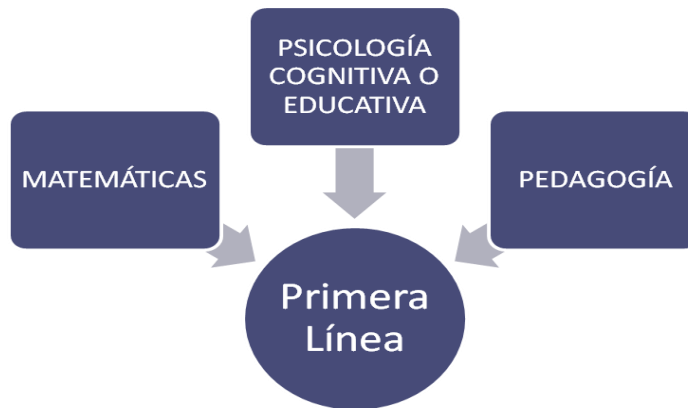 PSICOLOGÍA
COGNITIVA O
EDUCATIVA
MATEMÁTICAS
PEDAGOGÍA
Primera
Línea